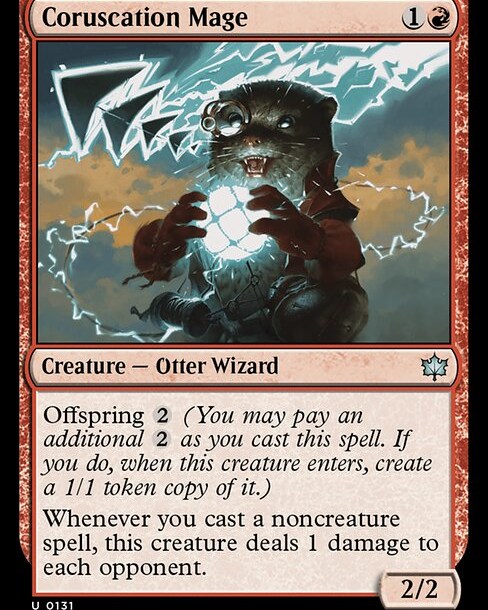 Coruscation Mage 1
Creature — Otter Wizard
Offspring 2 (You may pay an
additional 2 as you cast this spell. If
you do, when this creature enters, create
a 1/1 token copy of it.)
Whenever you cast a noncreature
spell, this creature deals 1 damage to
each opponent.
2/2
U 0131